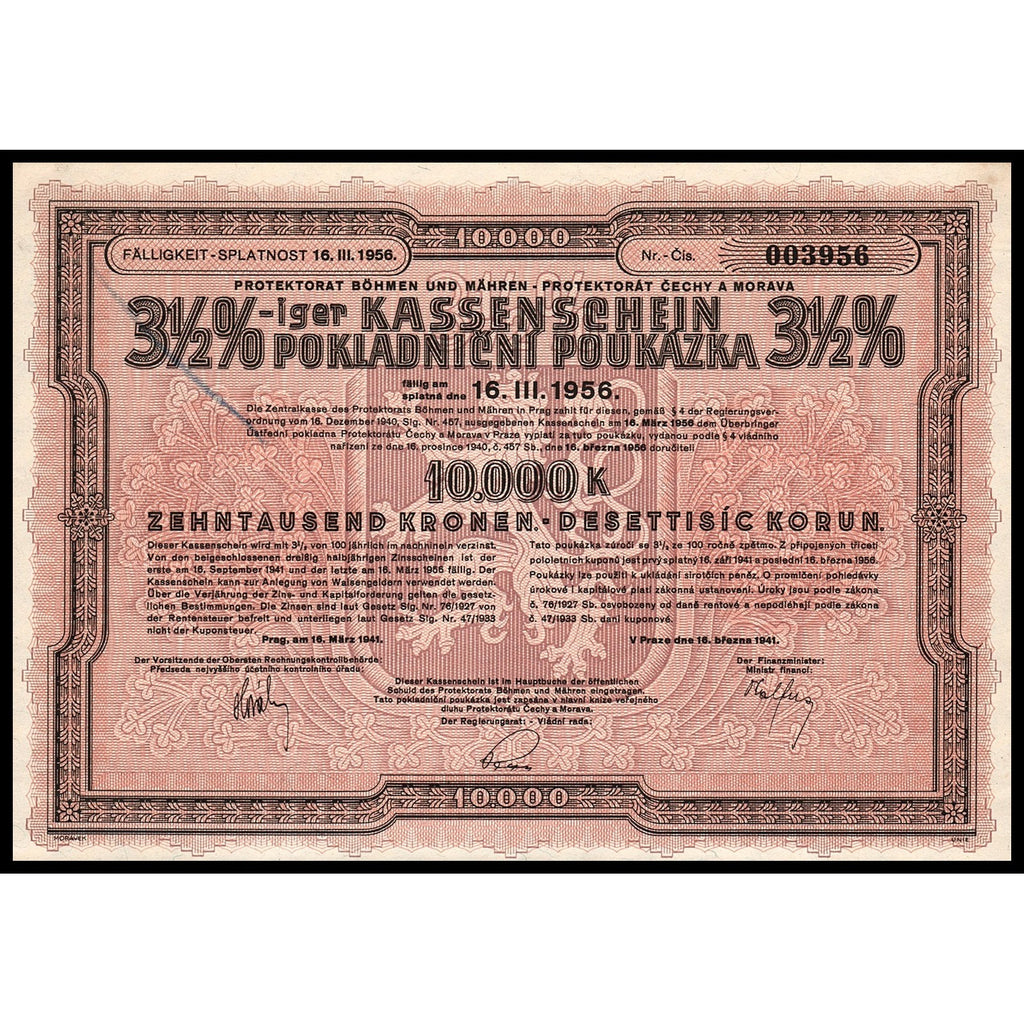 10000
FÄLLIGKEIT - SPLATNOST 16. III. 1956.
Nr. - Čís. 003956
PROTEKTORAT BÖHMEN UND MÄHREN - PROTEKTORÁT ČECHY A MORAVA
3½% -iger KASSENSCHEIN 3½%
POKLADNIČNÍ POUKÁZKA
fällig am
splatná dne 16. III. 1956.
Die Zentralkasse des Protektorats Böhmen und Mähren in Prag zahlt für diesen, gemäß § 4 der Regierungsver-
ordnung vom 16. Dezember 1940, Slg. Nr. 457, ausgegebenen Kassenschein am 16. März 1956 dem Überbringer
Ústřední pokladna Protektorátu Čechy a Morava v Praze vyplatí za tuto poukázku, vydanou podle § 4 vládního
nařízení ze dne 16. prosince 1940, č. 457 Sb., dne 16. března 1956 doručiteli
10.000 K
ZEHNTAUSEND KRONEN. - DESETTISÍC KORUN.
Dieser Kassenschein wird mit 3½ von 100 jährlich im nachhinein verzinst.
Von den beigeschlossenen dreißig halbjährigen Zinsscheinen ist der
erste am 16. September 1941 und der letzte am 16. März 1956 fällig. Der
Kassenschein kann zur Anlegung von Waisengeldern verwendet werden.
Über die Verjährung der Zins- und Kapitalforderung gelten die gesetz-
lichen Bestimmungen. Die Zinsen sind laut Gesetz Slg. Nr. 76/1927 von
der Rentensteuer befreit und unterliegen laut Gesetz Slg. Nr. 47/1933
nicht der Kuponsteuer.
Prag, am 16. März 1941.
Tato poukázka zúročí se 3½ ze 100 ročně zpětmo. Z připojených třiceti
pololetních kuponů jest prvý splatný 16. září 1941 a poslední 16. března 1956.
Poukázky lze použíti k ukládání sirotčích peněz. O promlčení pohledávky
úrokové i kapitálové platí zákonná ustanovení. Úroky jsou podle zákona
č. 76/1927 Sb. osvobozeny od daně rentové a nepodléhají podle zákona
č. 47/1933 Sb. dani kuponové.
V Praze dne 16. března 1941.
Der Vorsitzende der Obersten Rechnungskontrollbehörde:
Předseda nejvyššího účetního kontrolního úřadu:
Der Finanzminister:
Ministr financí:
Dieser Kassenschein ist im Hauptbuche der öffentlichen
Schuld des Protektorats Böhmen und Mähren eingetragen.
Tato pokladniční poukázka jest zapsána v hlavní knize veřejného
dluhu Protektorátu Čechy a Morava.
Der Regierungsrat: - Vládní rada:
10.000
MORAVEK
UNIE